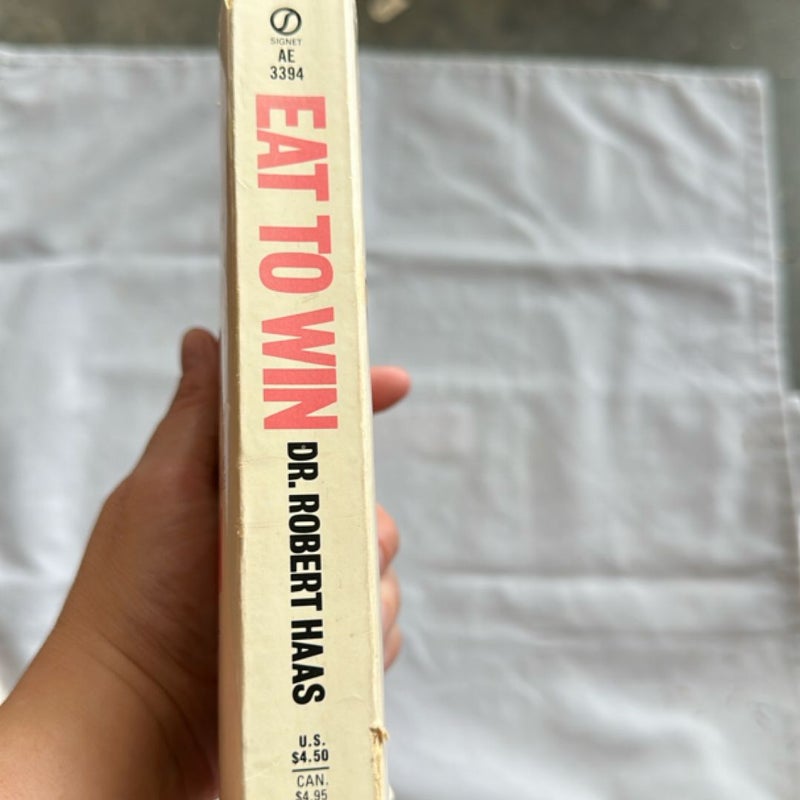 SIGNET
AE
3394
EAT TO WIN
DR. ROBERT HAAS
U.S.
$4.50
CAN.
$4.95